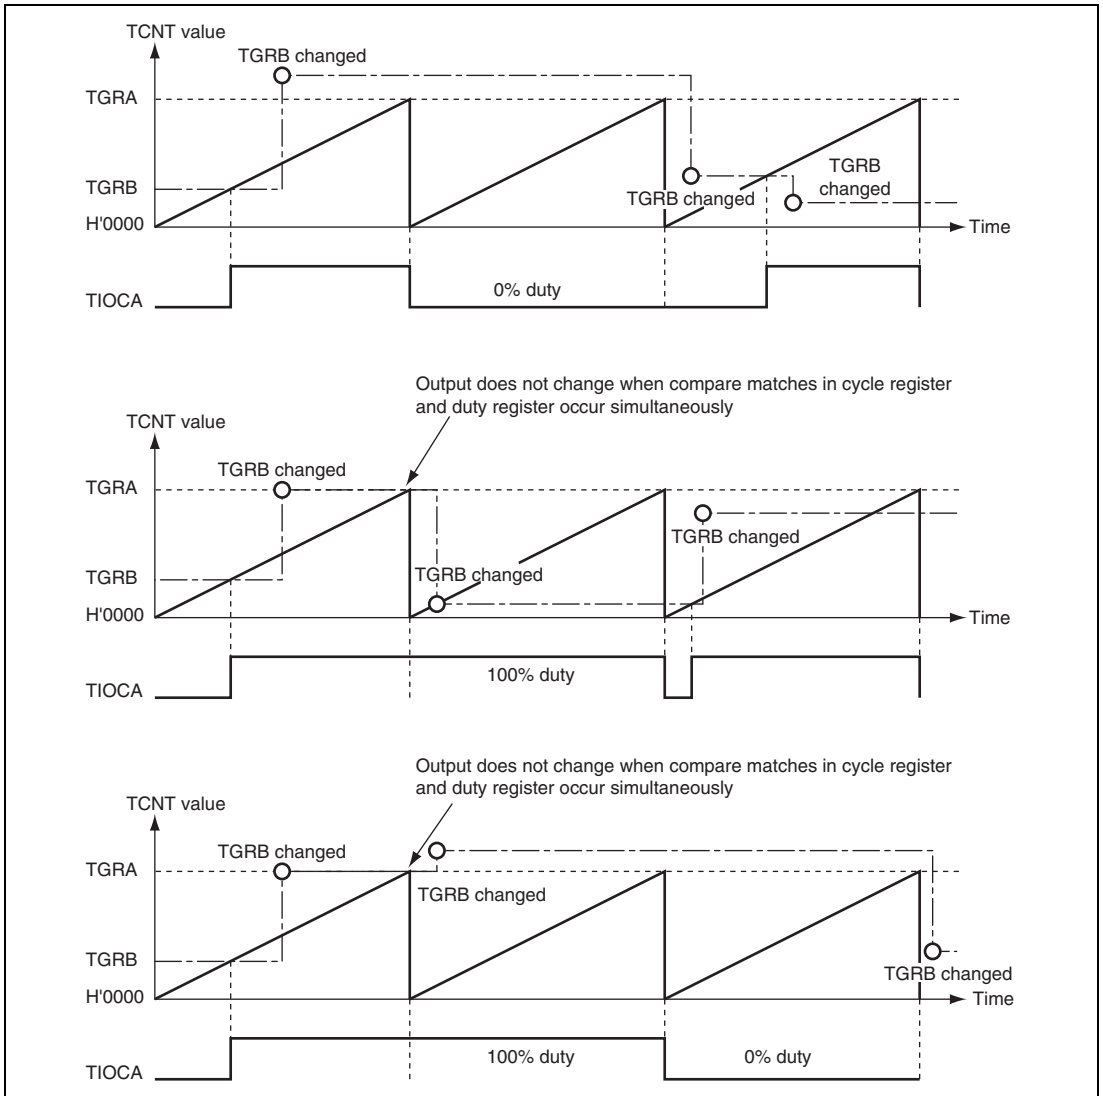 TCNT value
TGRB changed
TGRA
TGRB
changed
TGRB
TGRB changed
H'0000
Time
0% duty
TIOCA
Output does not change when compare matches in cycle register
and duty register occur simultaneously
TCNT value
TGRB changed
TGRA
TGRB changed
TGRB
TGRB changed
H'0000
Time
100% duty
TIOCA
Output does not change when compare matches in cycle register
and duty register occur simultaneously
TCNT value
TGRB changed
TGRA
TGRB changed
TGRB
TGRB changed
H'0000
Time
100% duty
0% duty
TIOCA